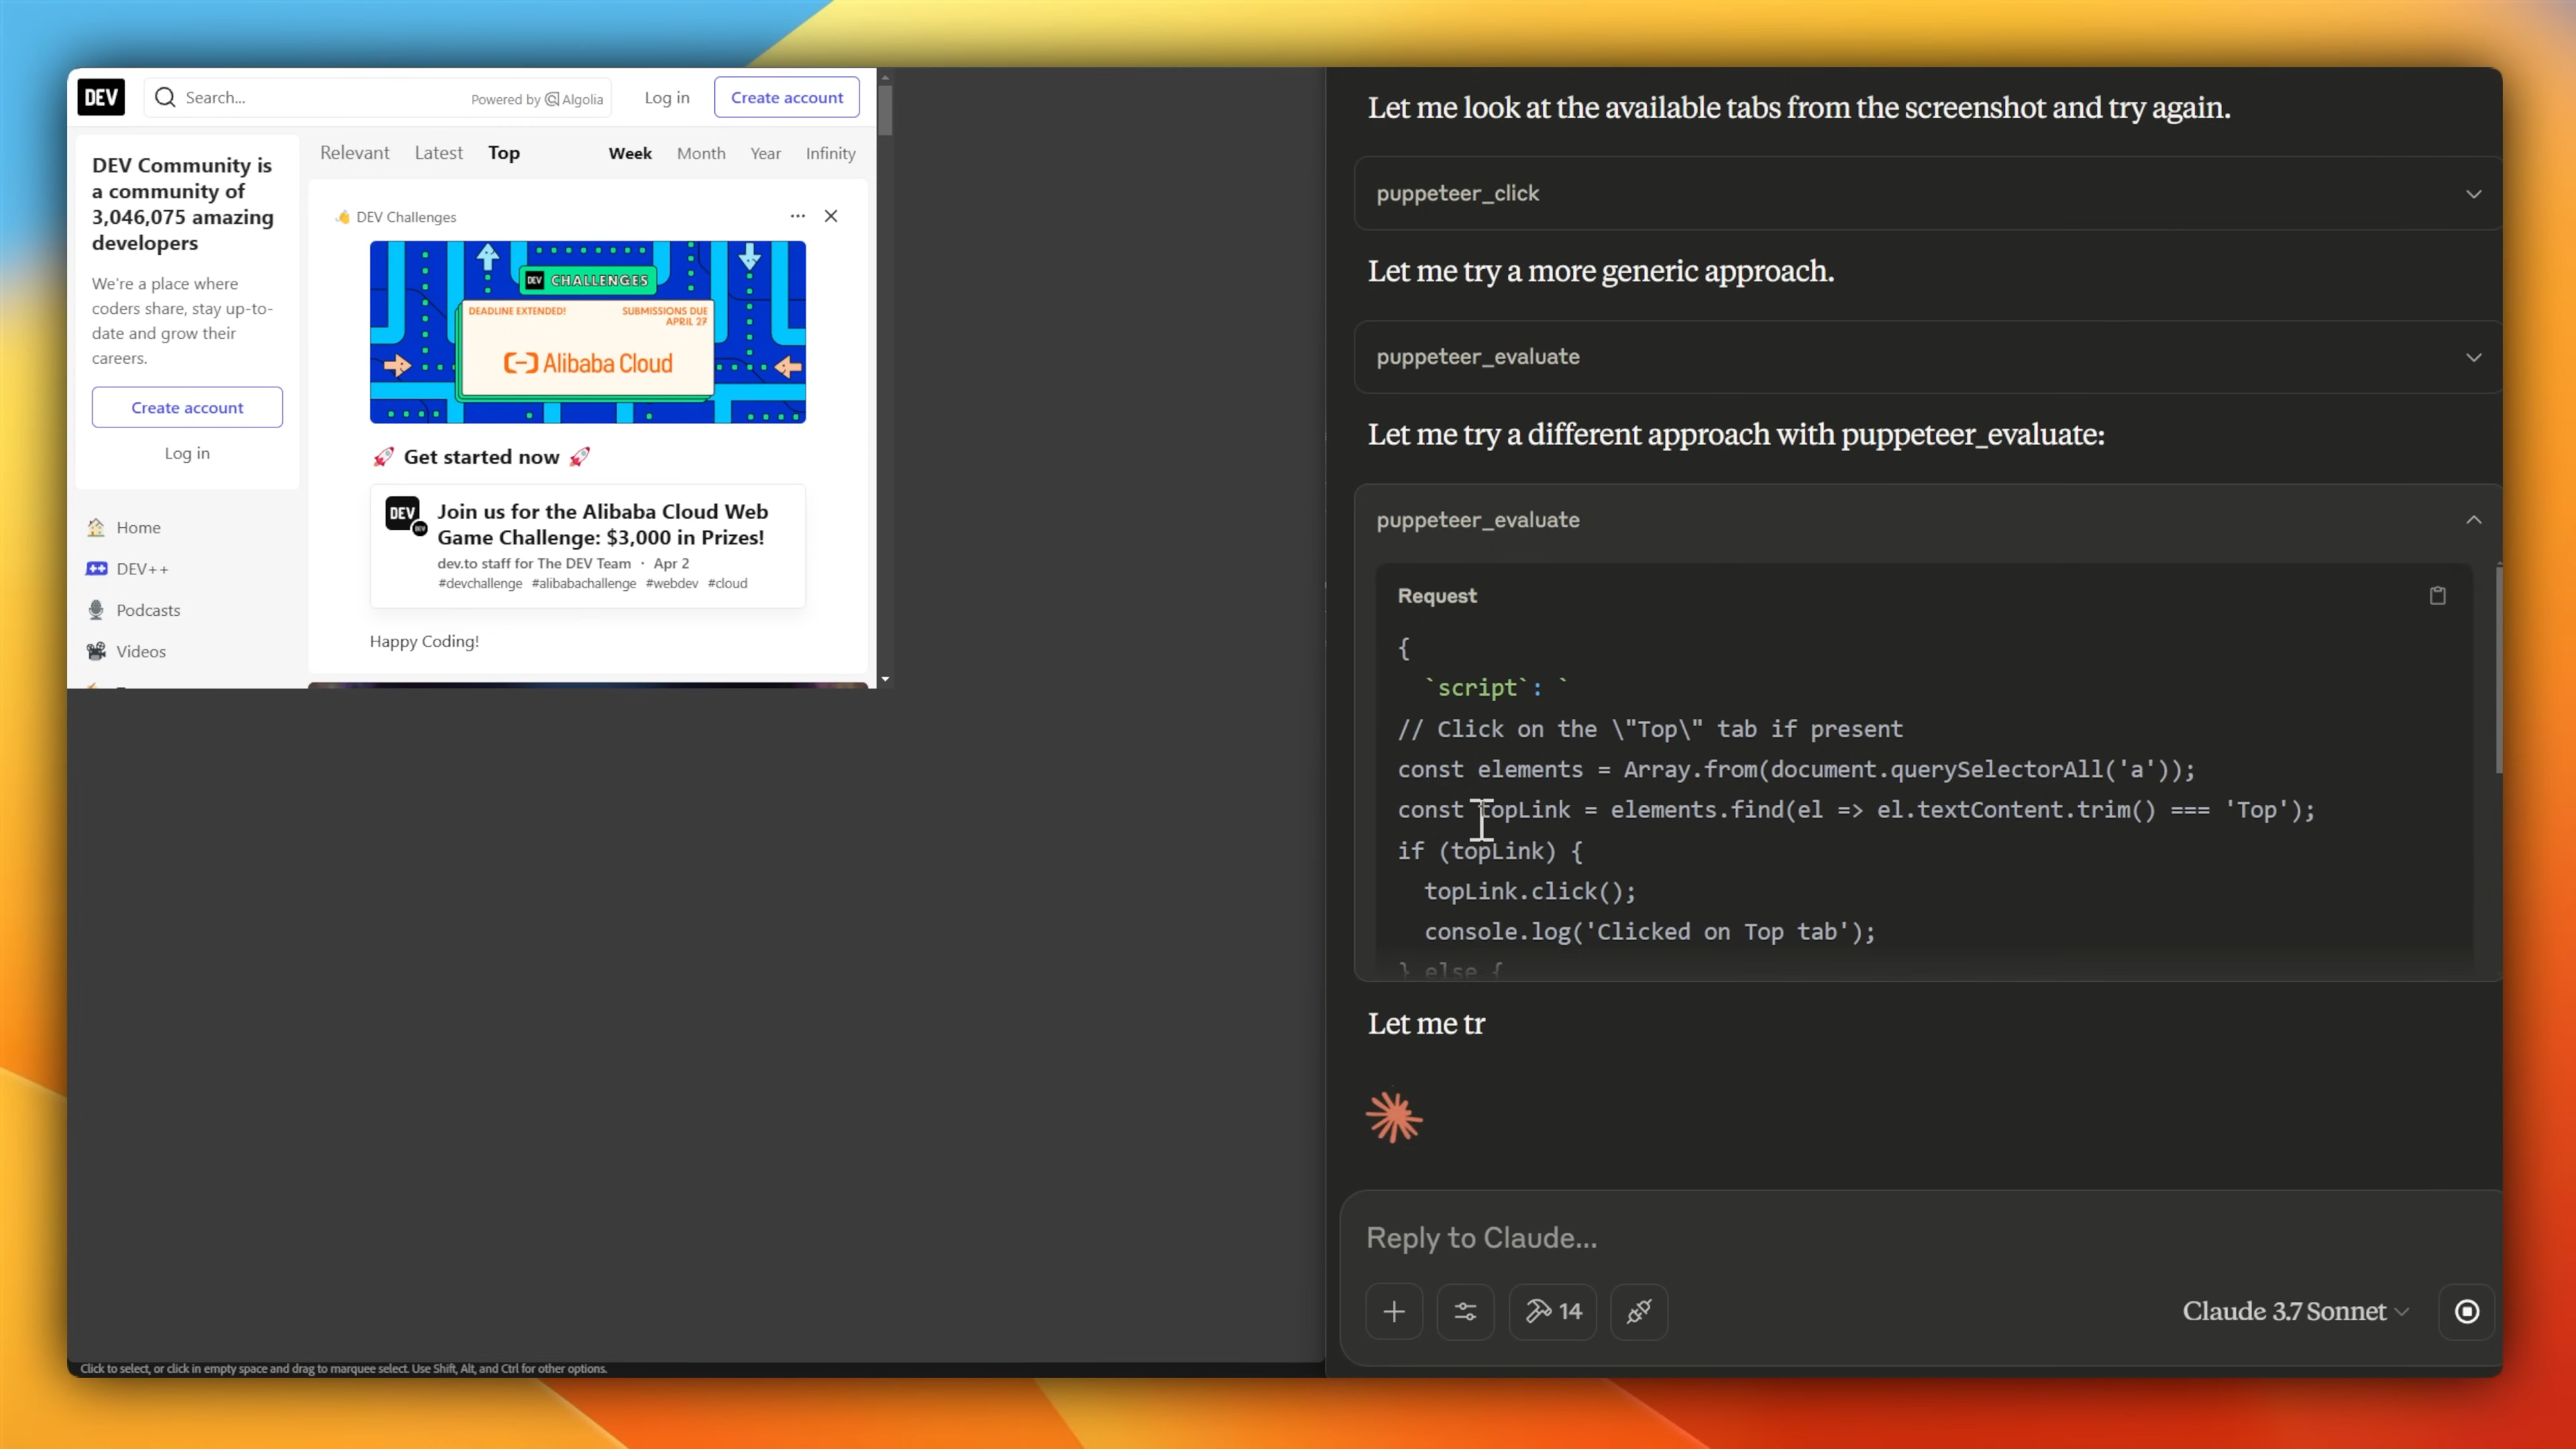 DEV
Search...
Powered by Algolia
Log in
Create account
DEV Community is
a community of
3,046,075 amazing
developers
We're a place where
coders share, stay up-to-
date and grow their
careers.
Create account
Log in
Home
DEV++
Podcasts
Videos
Relevant Latest Top
Week Month Year Infinity
DEV Challenges
DEV CHALLENGES
DEADLINE EXTENDED!
SUBMISSIONS DUE
APRIL 27
Alibaba Cloud
🚀 Get started now 🚀
DEV
Join us for the Alibaba Cloud Web
Game Challenge: $3,000 in Prizes!
dev.to staff for The DEV Team · Apr 2
#devchallenge #alibabachallenge #webdev #cloud
Happy Coding!
Click to select, or click in empty space and drag to marquee select. Use Shift, Alt, and Ctrl for other options.
Let me look at the available tabs from the screenshot and try again.
puppeteer_click
Let me try a more generic approach.
puppeteer_evaluate
Let me try a different approach with puppeteer_evaluate:
puppeteer_evaluate
Request
{
`script`: `
// Click on the \"Top\" tab if present
const elements = Array.from(document.querySelectorAll('a'));
const topLink = elements.find(el => el.textContent.trim() === 'Top');
if (topLink) {
topLink.click();
console.log('Clicked on Top tab');
} else {
Let me tr
Reply to Claude...
14
Claude 3.7 Sonnet